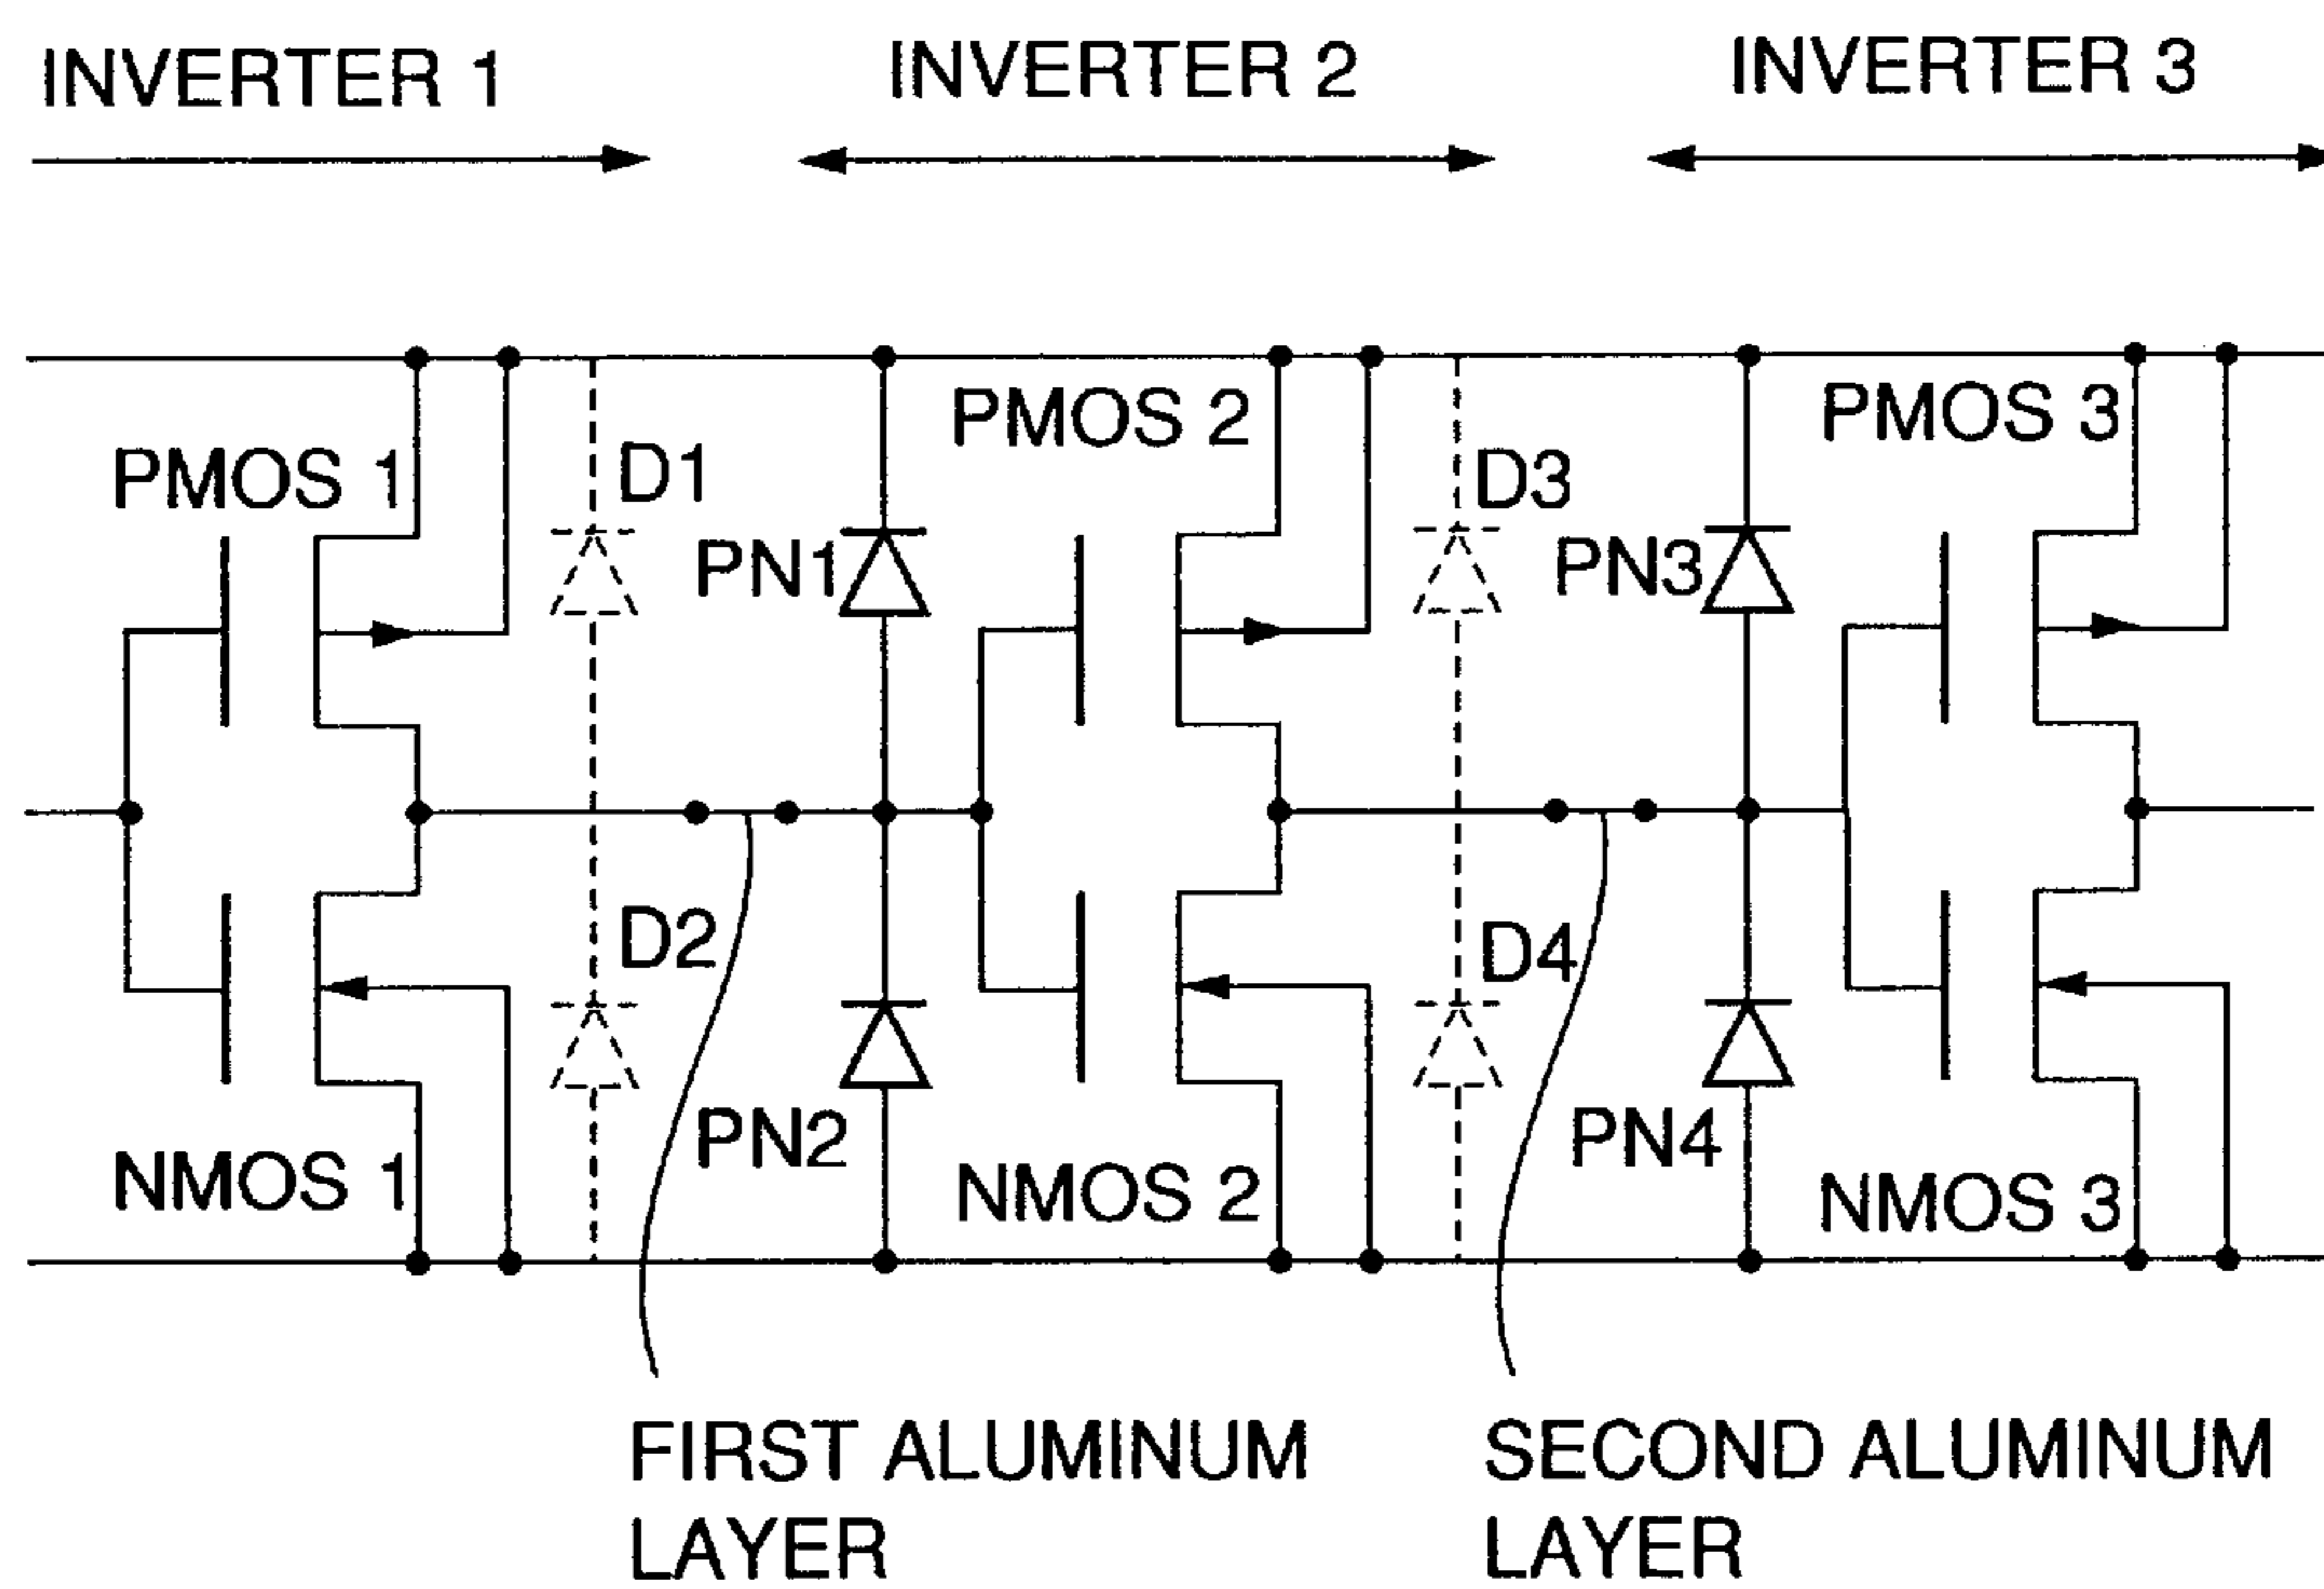 INVERTER 1
INVERTER 2
INVERTER 3
PMOS 1
D1
PN1
PMOS 2
D3
PN3
PMOS 3
D2
D4
NMOS 1
PN2
NMOS 2
PN4
NMOS 3
FIRST ALUMINUM
LAYER
SECOND ALUMINUM
LAYER